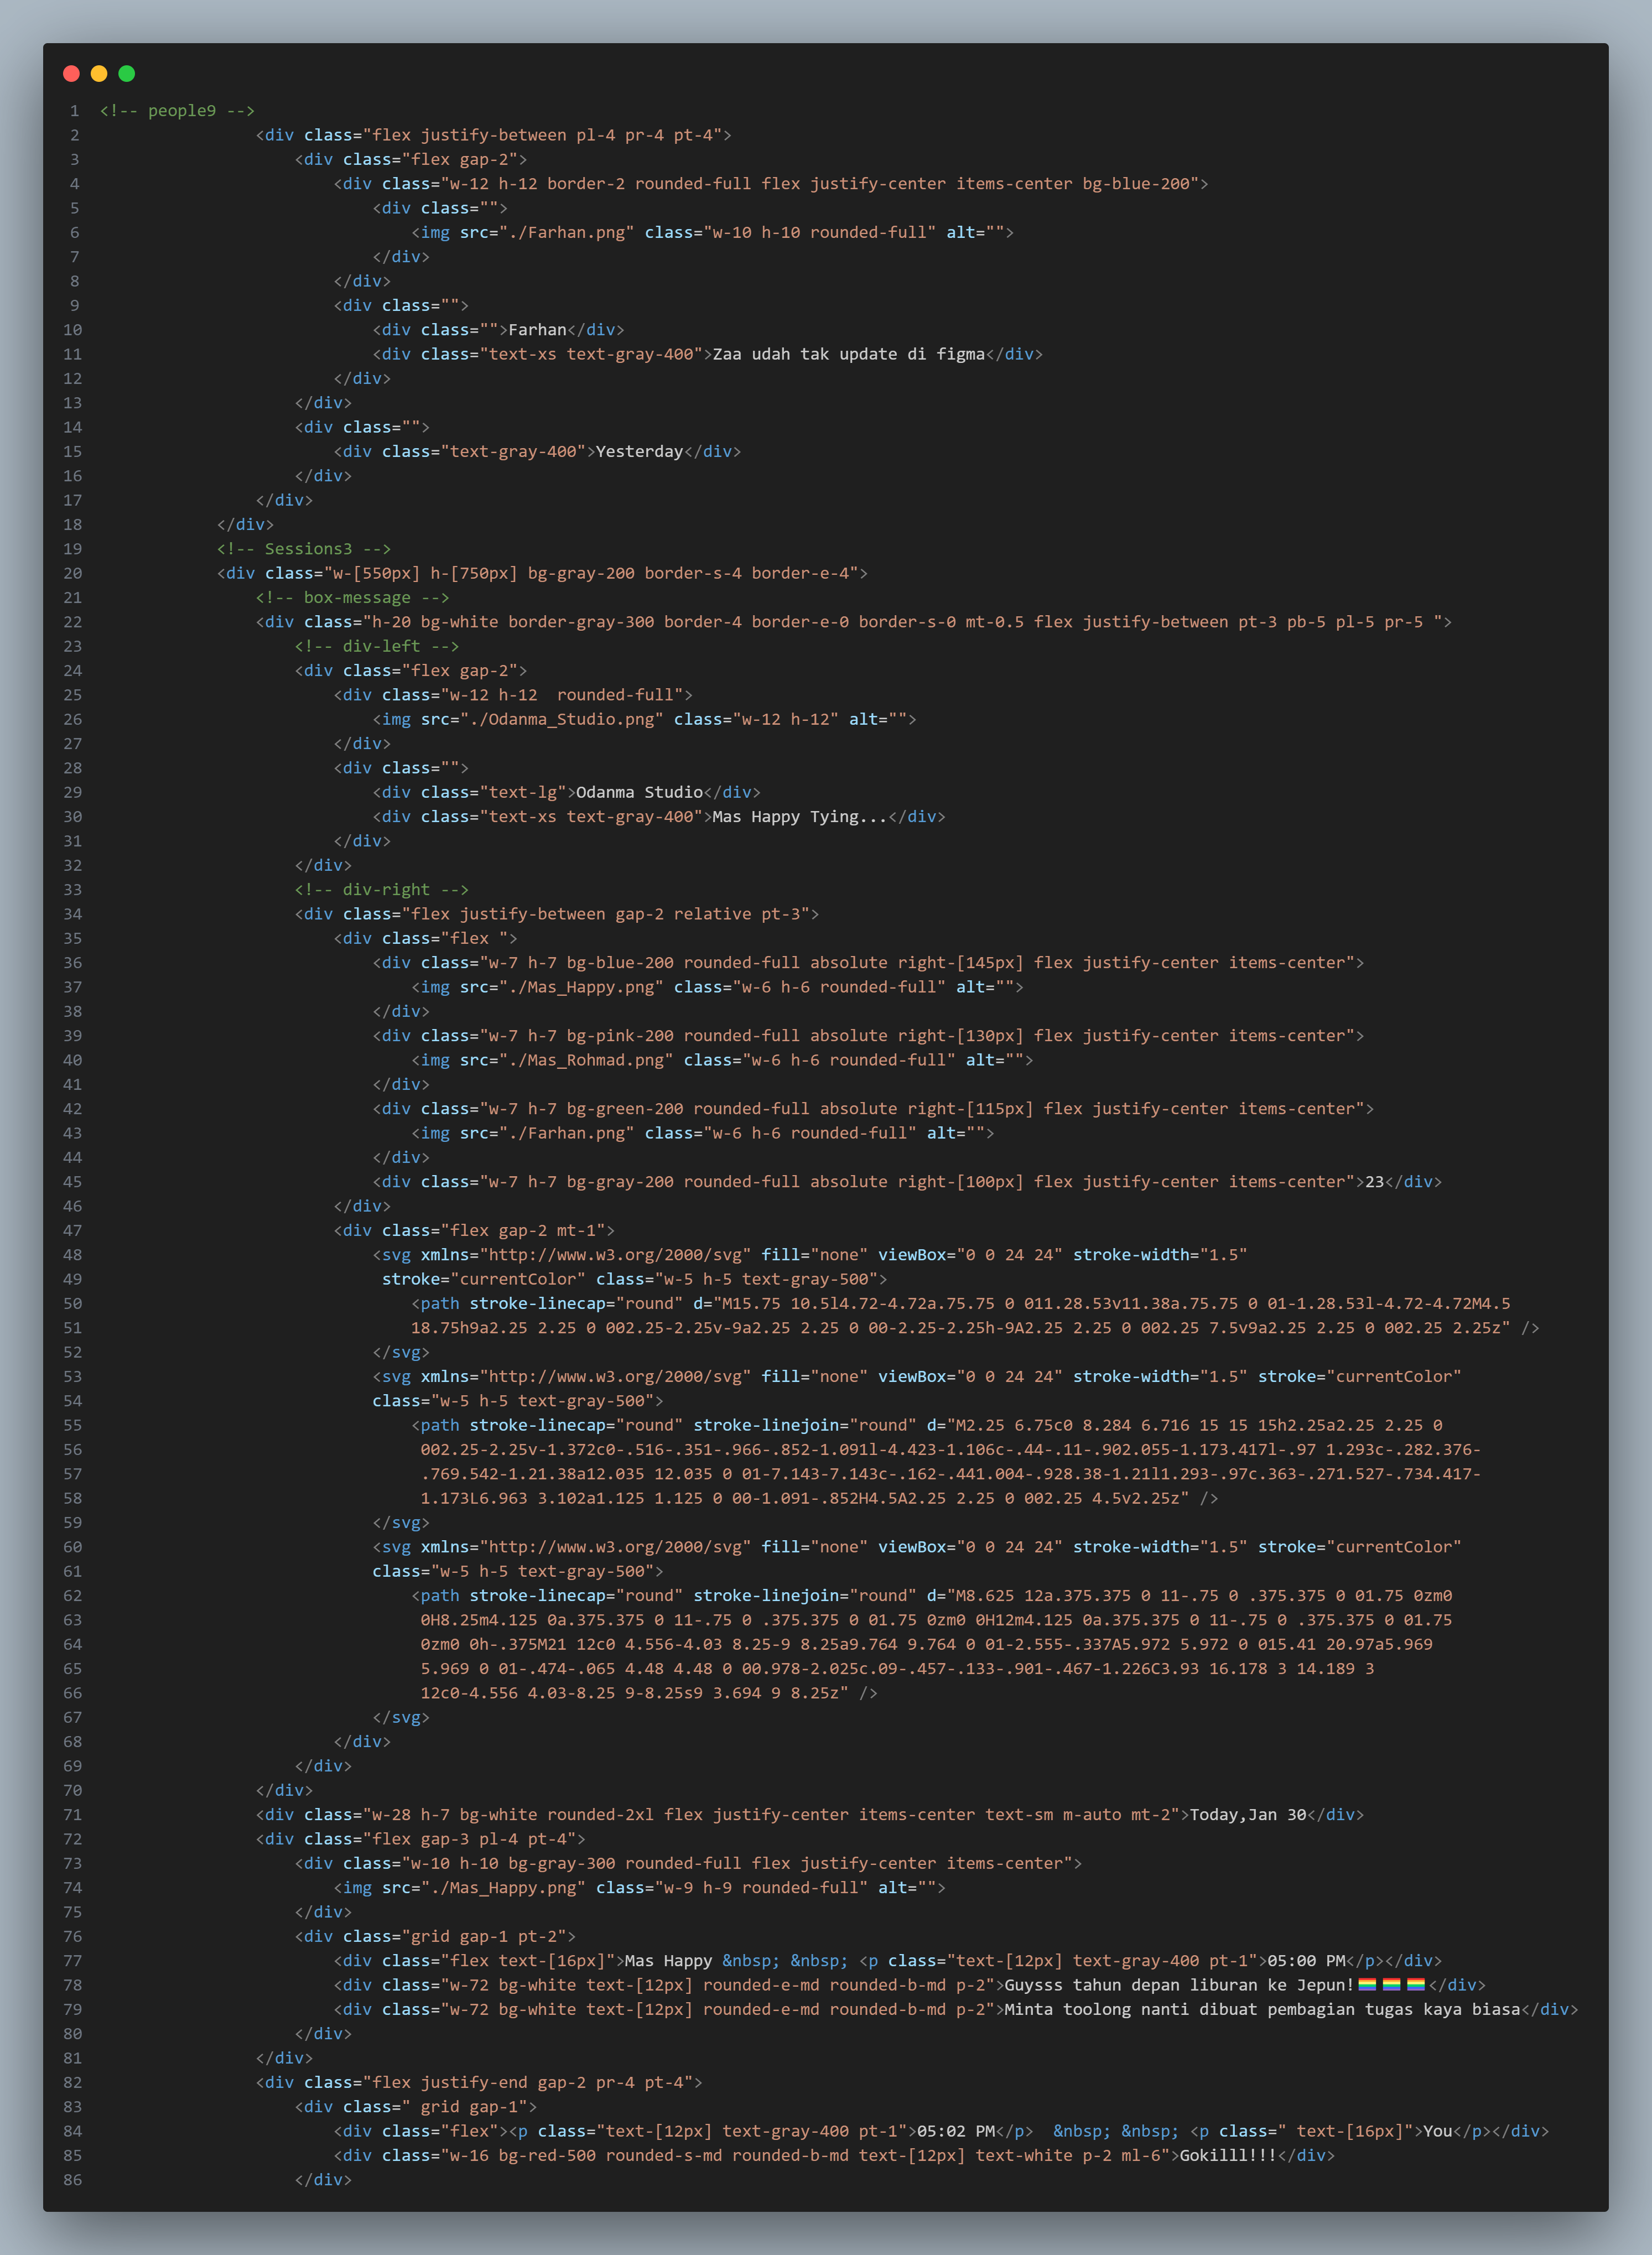 1 <!-- people9 -->
2 <div class="flex justify-between pl-4 pr-4 pt-4">
3 <div class="flex gap-2">
4 <div class="w-12 h-12 border-2 rounded-full flex justify-center items-center bg-blue-200">
5 <div class="">
6 <img src="./Farhan.png" class="w-10 h-10 rounded-full" alt="">
7 </div>
8 </div>
9 <div class="">
10 <div class="">Farhan</div>
11 <div class="text-xs text-gray-400">Zaa udah tak update di figma</div>
12 </div>
13 </div>
14 <div class="">
15 <div class="text-gray-400">Yesterday</div>
16 </div>
17 </div>
18 </div>
19 <!-- Sessions3 -->
20 <div class="w-[550px] h-[750px] bg-gray-200 border-s-4 border-e-4">
21 <!-- box-message -->
22 <div class="h-20 bg-white border-gray-300 border-4 border-e-0 border-s-0 mt-0.5 flex justify-between pt-3 pb-5 pl-5 pr-5 ">
23 <!-- div-left -->
24 <div class="flex gap-2">
25 <div class="w-12 h-12  rounded-full">
26 <img src="./Odanma_Studio.png" class="w-12 h-12" alt="">
27 </div>
28 <div class="">
29 <div class="text-lg">Odanma Studio</div>
30 <div class="text-xs text-gray-400">Mas Happy Tying...</div>
31 </div>
32 </div>
33 <!-- div-right -->
34 <div class="flex justify-between gap-2 relative pt-3">
35 <div class="flex ">
36 <div class="w-7 h-7 bg-blue-200 rounded-full absolute right-[145px] flex justify-center items-center">
37 <img src="./Mas_Happy.png" class="w-6 h-6 rounded-full" alt="">
38 </div>
39 <div class="w-7 h-7 bg-pink-200 rounded-full absolute right-[130px] flex justify-center items-center">
40 <img src="./Mas_Rohmad.png" class="w-6 h-6 rounded-full" alt="">
41 </div>
42 <div class="w-7 h-7 bg-green-200 rounded-full absolute right-[115px] flex justify-center items-center">
43 <img src="./Farhan.png" class="w-6 h-6 rounded-full" alt="">
44 </div>
45 <div class="w-7 h-7 bg-gray-200 rounded-full absolute right-[100px] flex justify-center items-center">23</div>
46 </div>
47 <div class="flex gap-2 mt-1">
48 <svg xmlns="http://www.w3.org/2000/svg" fill="none" viewBox="0 0 24 24" stroke-width="1.5"
49 stroke="currentColor" class="w-5 h-5 text-gray-500">
50 <path stroke-linecap="round" d="M15.75 10.5l4.72-4.72a.75.75 0 011.28.53v11.38a.75.75 0 01-1.28.53l-4.72-4.72M4.5
51 18.75h9a2.25 2.25 0 002.25-2.25v-9a2.25 2.25 0 00-2.25-2.25h-9A2.25 2.25 0 002.25 7.5v9a2.25 2.25 0 002.25 2.25z" />
52 </svg>
53 <svg xmlns="http://www.w3.org/2000/svg" fill="none" viewBox="0 0 24 24" stroke-width="1.5" stroke="currentColor"
54 class="w-5 h-5 text-gray-500">
55 <path stroke-linecap="round" stroke-linejoin="round" d="M2.25 6.75c0 8.284 6.716 15 15 15h2.25a2.25 2.25 0
56 002.25-2.25v-1.372c0-.516-.351-.966-.852-1.091l-4.423-1.106c-.44-.11-.902.055-1.173.417l-.97 1.293c-.282.376-
57 .769.542-1.21.38a12.035 12.035 0 01-7.143-7.143c-.162-.441.004-.928.38-1.21l1.293-.97c.363-.271.527-.734.417-
58 1.173L6.963 3.102a1.125 1.125 0 00-1.091-.852H4.5A2.25 2.25 0 002.25 4.5v2.25z" />
59 </svg>
60 <svg xmlns="http://www.w3.org/2000/svg" fill="none" viewBox="0 0 24 24" stroke-width="1.5" stroke="currentColor"
61 class="w-5 h-5 text-gray-500">
62 <path stroke-linecap="round" stroke-linejoin="round" d="M8.625 12a.375.375 0 11-.75 0 .375.375 0 01.75 0zm0
63 0H8.25m4.125 0a.375.375 0 11-.75 0 .375.375 0 01.75 0zm0 0H12m4.125 0a.375.375 0 11-.75 0 .375.375 0 01.75
64 0zm0 0h-.375M21 12c0 4.556-4.03 8.25-9 8.25a9.764 9.764 0 01-2.555-.337A5.972 5.972 0 015.41 20.97a5.969
65 5.969 0 01-.474-.065 4.48 4.48 0 00.978-2.025c.09-.457-.133-.901-.467-1.226C3.93 16.178 3 14.189 3
66 12c0-4.556 4.03-8.25 9-8.25s9 3.694 9 8.25z" />
67 </svg>
68 </div>
69 </div>
70 </div>
71 <div class="w-28 h-7 bg-white rounded-2xl flex justify-center items-center text-sm m-auto mt-2">Today,Jan 30</div>
72 <div class="flex gap-3 pl-4 pt-4">
73 <div class="w-10 h-10 bg-gray-300 rounded-full flex justify-center items-center">
74 <img src="./Mas_Happy.png" class="w-9 h-9 rounded-full" alt="">
75 </div>
76 <div class="grid gap-1 pt-2">
77 <div class="flex text-[16px]">Mas Happy &nbsp; &nbsp; <p class="text-[12px] text-gray-400 pt-1">05:00 PM</p></div>
78 <div class="w-72 bg-white text-[12px] rounded-e-md rounded-b-md p-2">Guysss tahun depan liburan ke Jepun!</div>
79 <div class="w-72 bg-white text-[12px] rounded-e-md rounded-b-md p-2">Minta toolong nanti dibuat pembagian tugas kaya biasa</div>
80 </div>
81 </div>
82 <div class="flex justify-end gap-2 pr-4 pt-4">
83 <div class=" grid gap-1">
84 <div class="flex"><p class="text-[12px] text-gray-400 pt-1">05:02 PM</p>  &nbsp; &nbsp; <p class=" text-[16px]">You</p></div>
85 <div class="w-16 bg-red-500 rounded-s-md rounded-b-md text-[12px] text-white p-2 ml-6">Gokilll!!!</div>
86 </div>